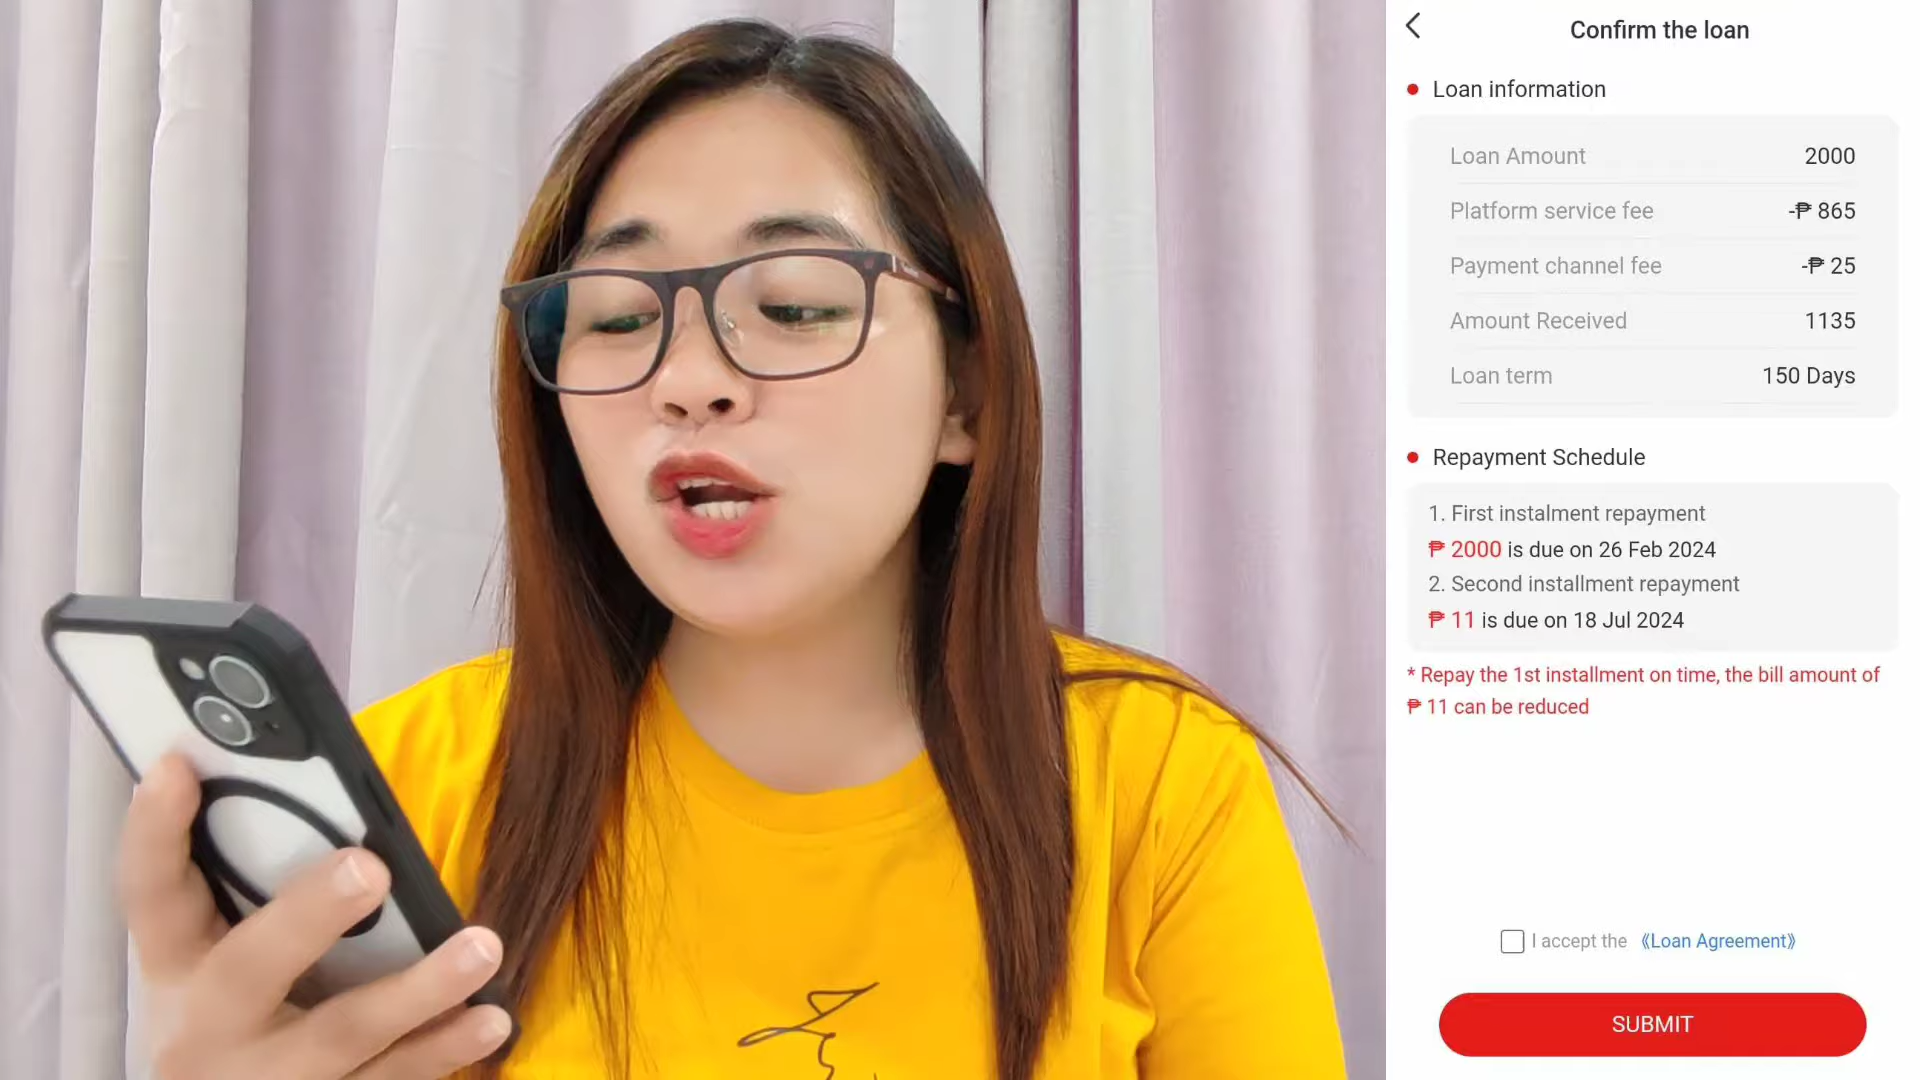 Confirm the loan
Loan information
Loan Amount 2000
Platform service fee -₱ 865
Payment channel fee -₱ 25
Amount Received 1135
Loan term 150 Days
Repayment Schedule
1. First instalment repayment
₱ 2000 is due on 26 Feb 2024
2. Second installment repayment
₱ 11 is due on 18 Jul 2024
* Repay the 1st installment on time, the bill amount of
₱ 11 can be reduced
I accept the 《Loan Agreement》
SUBMIT